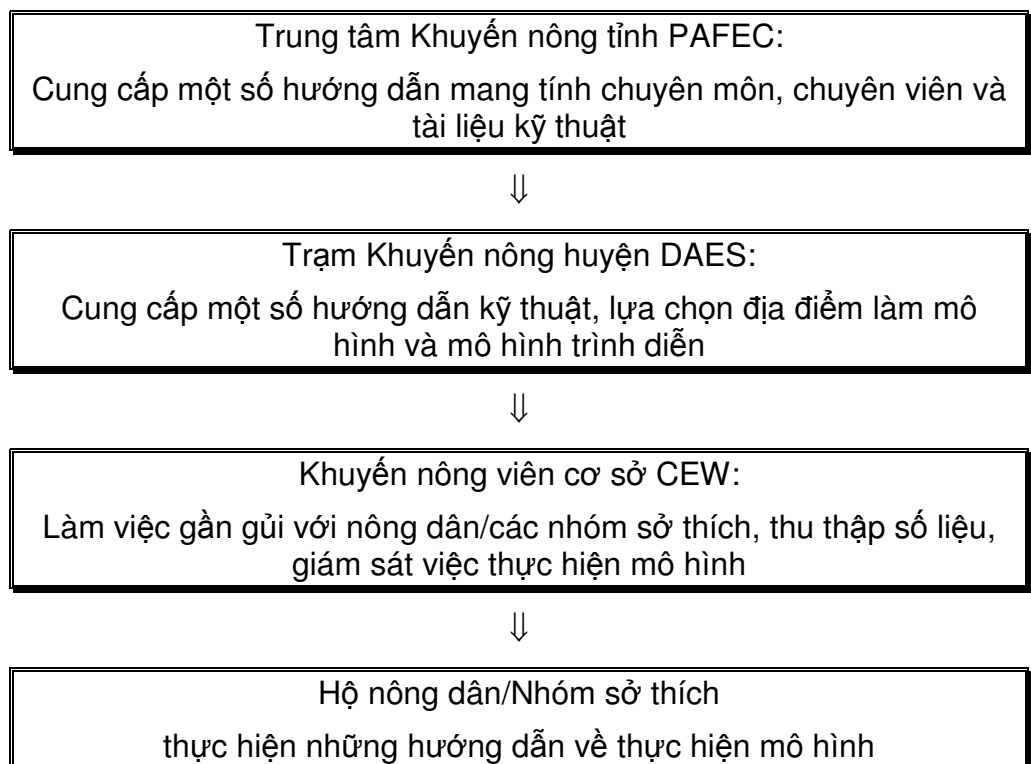 Trung tâm Khuyến nông tỉnh PAFEC:
Cung cấp một số hướng dẫn mang tính chuyên môn, chuyên viên và
tài liệu kỹ thuật
⇓
Trạm Khuyến nông huyện DAES:
Cung cấp một số hướng dẫn kỹ thuật, lựa chọn địa điểm làm mô
hình và mô hình trình diễn
⇓
Khuyến nông viên cơ sở CEW:
Làm việc gần gủi với nông dân/các nhóm sở thích, thu thập số liệu,
giám sát việc thực hiện mô hình
⇓
Hộ nông dân/Nhóm sở thích
thực hiện những hướng dẫn về thực hiện mô hình